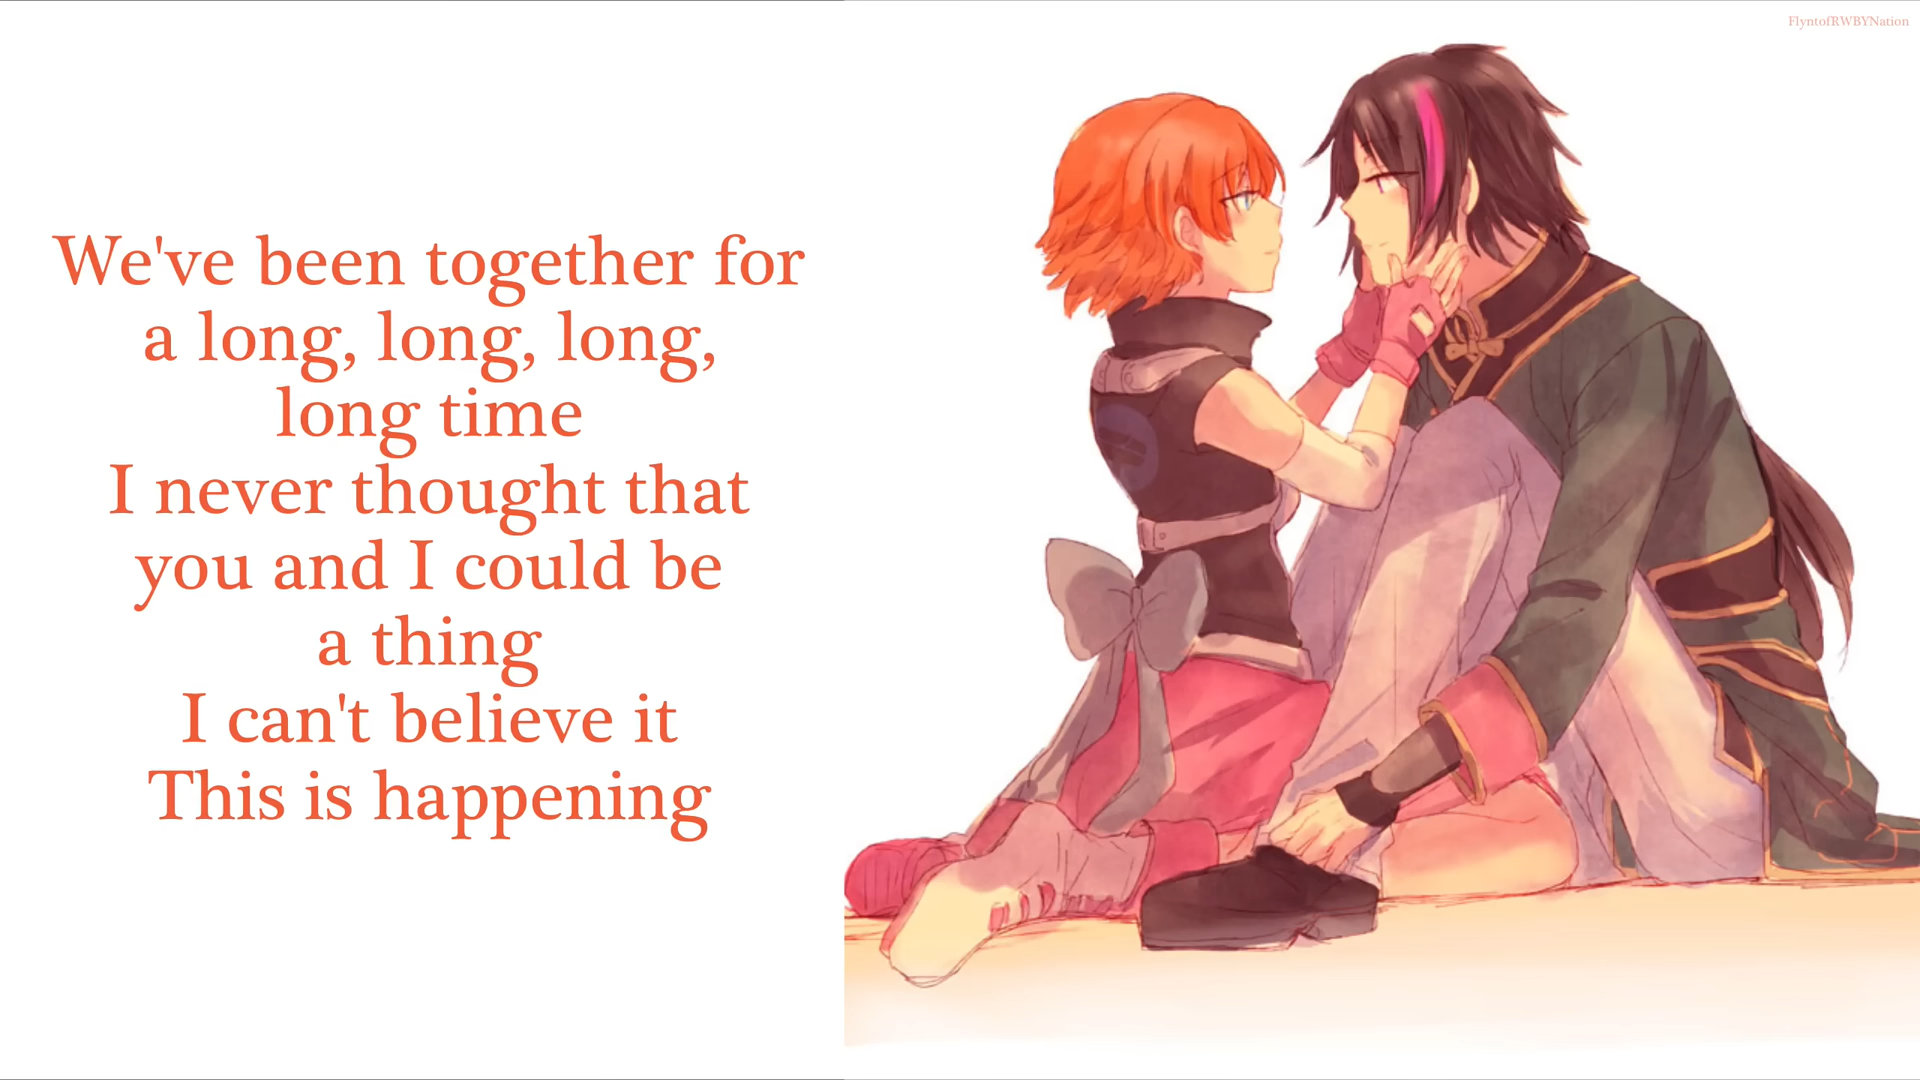 FlyntofRWBYNation
We've been together for
a long, long, long,
long time
I never thought that
you and I could be
a thing
I can't believe it
This is happening